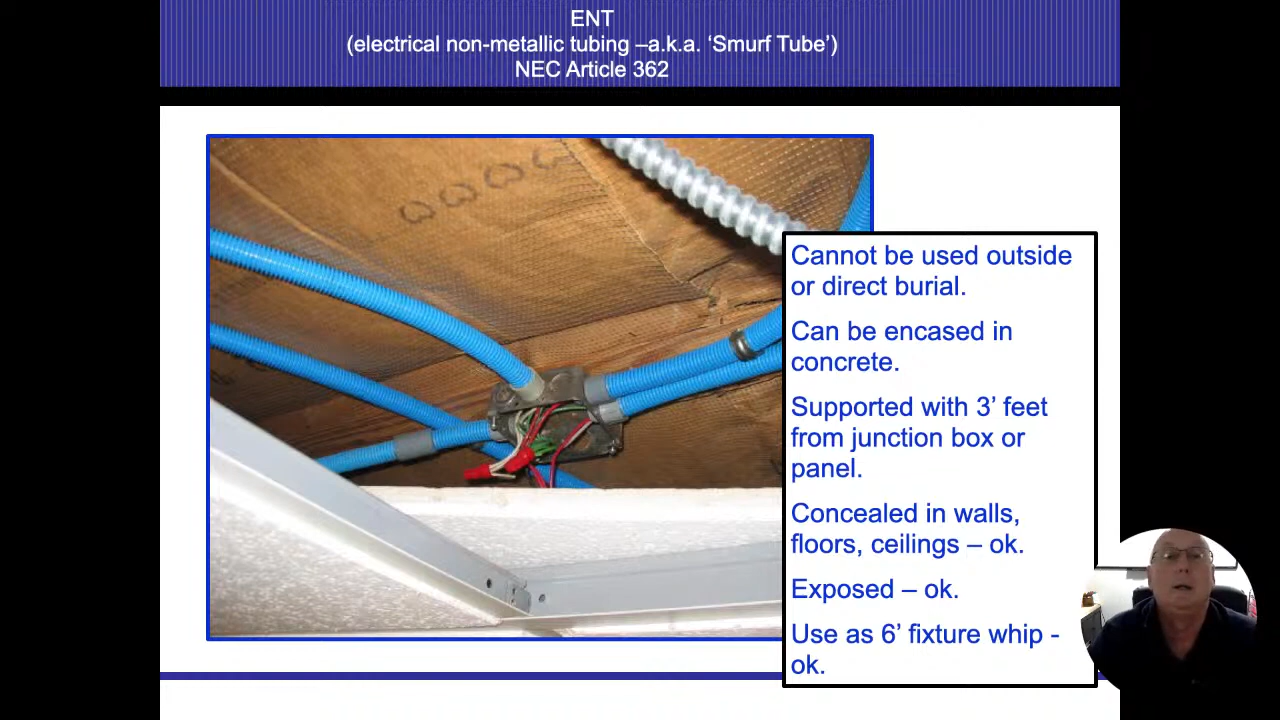 ENT
(electrical non-metallic tubing –a.k.a. ‘Smurf Tube’)
NEC Article 362
Cannot be used outside
or direct burial.
Can be encased in
concrete.
Supported with 3’ feet
from junction box or
panel.
Concealed in walls,
floors, ceilings – ok.
Exposed – ok.
Use as 6’ fixture whip -
ok.